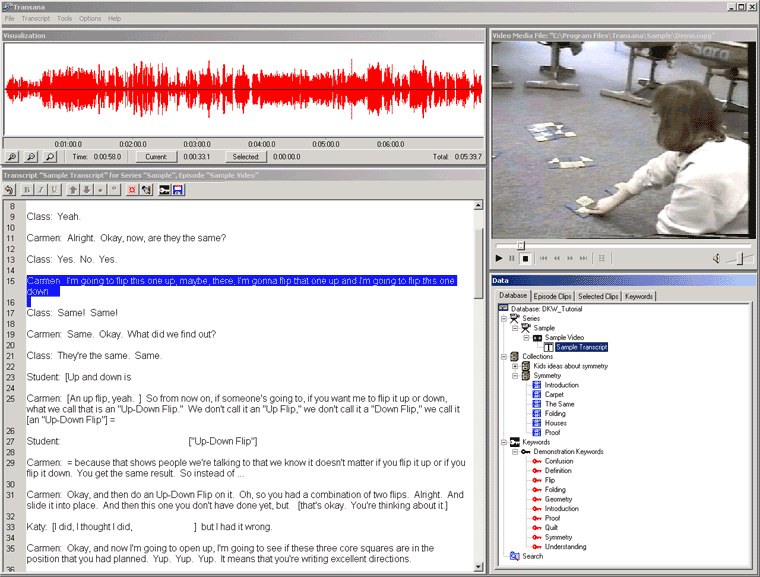 Transana
File Transcript Tools Options Help
Visualization
0:01:00.0 0:02:00.0 0:03:00.0 0:04:00.0 0:05:00.0 0:06:00.0
Time: 0:00:58.0 Current: 0:00:33.1 Selected: 0:00:00.0 Total: 0:05:39.7
Transcript "Sample Transcript" for Series "Sample", Episode "Sample Video"
B I U
8
9 Class: Yeah.
10
11 Carmen: Alright. Okay, now, are they the same?
12
13 Class: Yes. No. Yes.
14
15 Carmen: I'm going to flip this one up, maybe, there, I'm gonna flip that one up and I'm going to flip this one
down
16
17 Class: Same! Same!
18
19 Carmen: Same. Okay. What did we find out?
20
21 Class: They're the same. Same.
22
23 Student: [Up and down is
24
25 Carmen: [An up flip, yeah. ] So from now on, if someone's going to, if you want me to flip it up or down,
what we call that is an "Up-Down Flip." We don't call it an "Up Flip," we don't call it a "Down Flip," we call it
[an "Up-Down Flip"] =
26
27 Student: ["Up-Down Flip"]
28
29 Carmen: = because that shows people we're talking to that we know it doesn't matter if you flip it up or if you
flip it down. You get the same result. So instead of ...
30
31 Carmen: Okay, and then do an Up-Down Flip on it. Oh, so you had a combination of two flips. Alright. And
slide it into place. And then this one you don't have done yet, but [that's okay. You're thinking about it.]
32
33 Katy: [I did, I thought I did, ] but I had it wrong.
34
35 Carmen: Okay, and now I'm going to open up, I'm going to see if these three core squares are in the
position that you had planned. Yup. Yup. Yup. It means that you're writing excellent directions.
36
Video Media File: "C:\Program Files\Transana\Sample\Demo.mpg"
Sara
Data
Database Episode Clips Selected Clips Keywords
Database: DKW_Tutorial
Series
Sample
Sample Video
Sample Transcript
Collections
Kids ideas about symmetry
Symmetry
Introduction
Carpet
The Same
Folding
Houses
Proof
Keywords
Demonstration Keywords
Confusion
Definition
Flip
Folding
Geometry
Introduction
Proof
Quilt
Symmetry
Understanding
Search